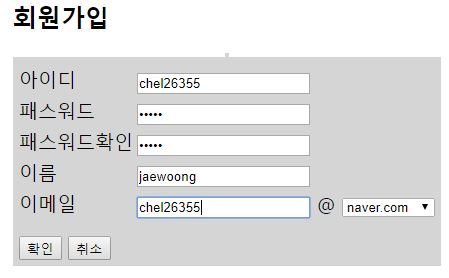 회원가입
아이디 chel26355
패스워드 •••••
패스워드확인 •••••
이름 jaewoong
이메일 chel26355 @ naver.com
확인 취소